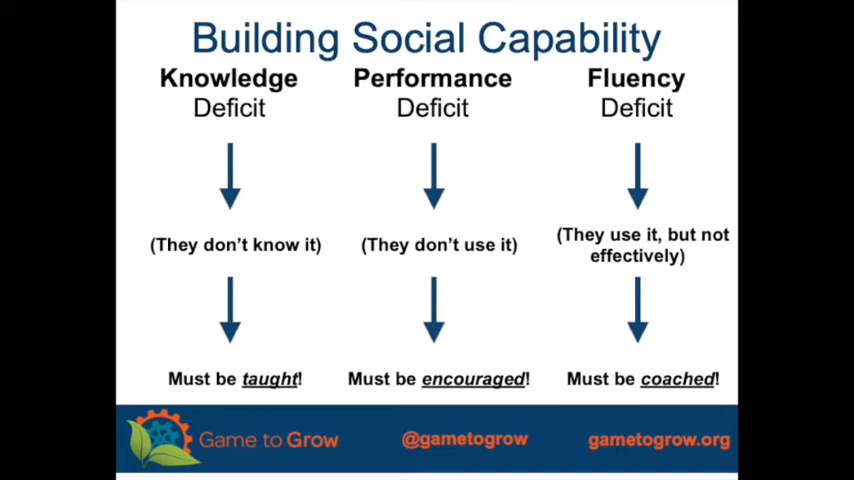 Building Social Capability
Knowledge Performance Fluency
Deficit Deficit Deficit
(They don't know it) (They don't use it) (They use it, but not
effectively)
Must be taught! Must be encouraged! Must be coached!
Game to Grow @gametogrow gametogrow.org